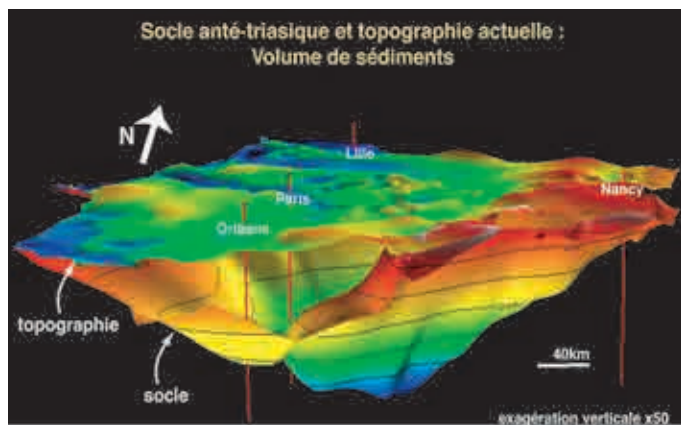 Socle anté-triasique et topographie actuelle :
Volume de sédiments
N
Lille
Nancy
Paris
Orléans
topographie
40km
socle
exagération verticale x50